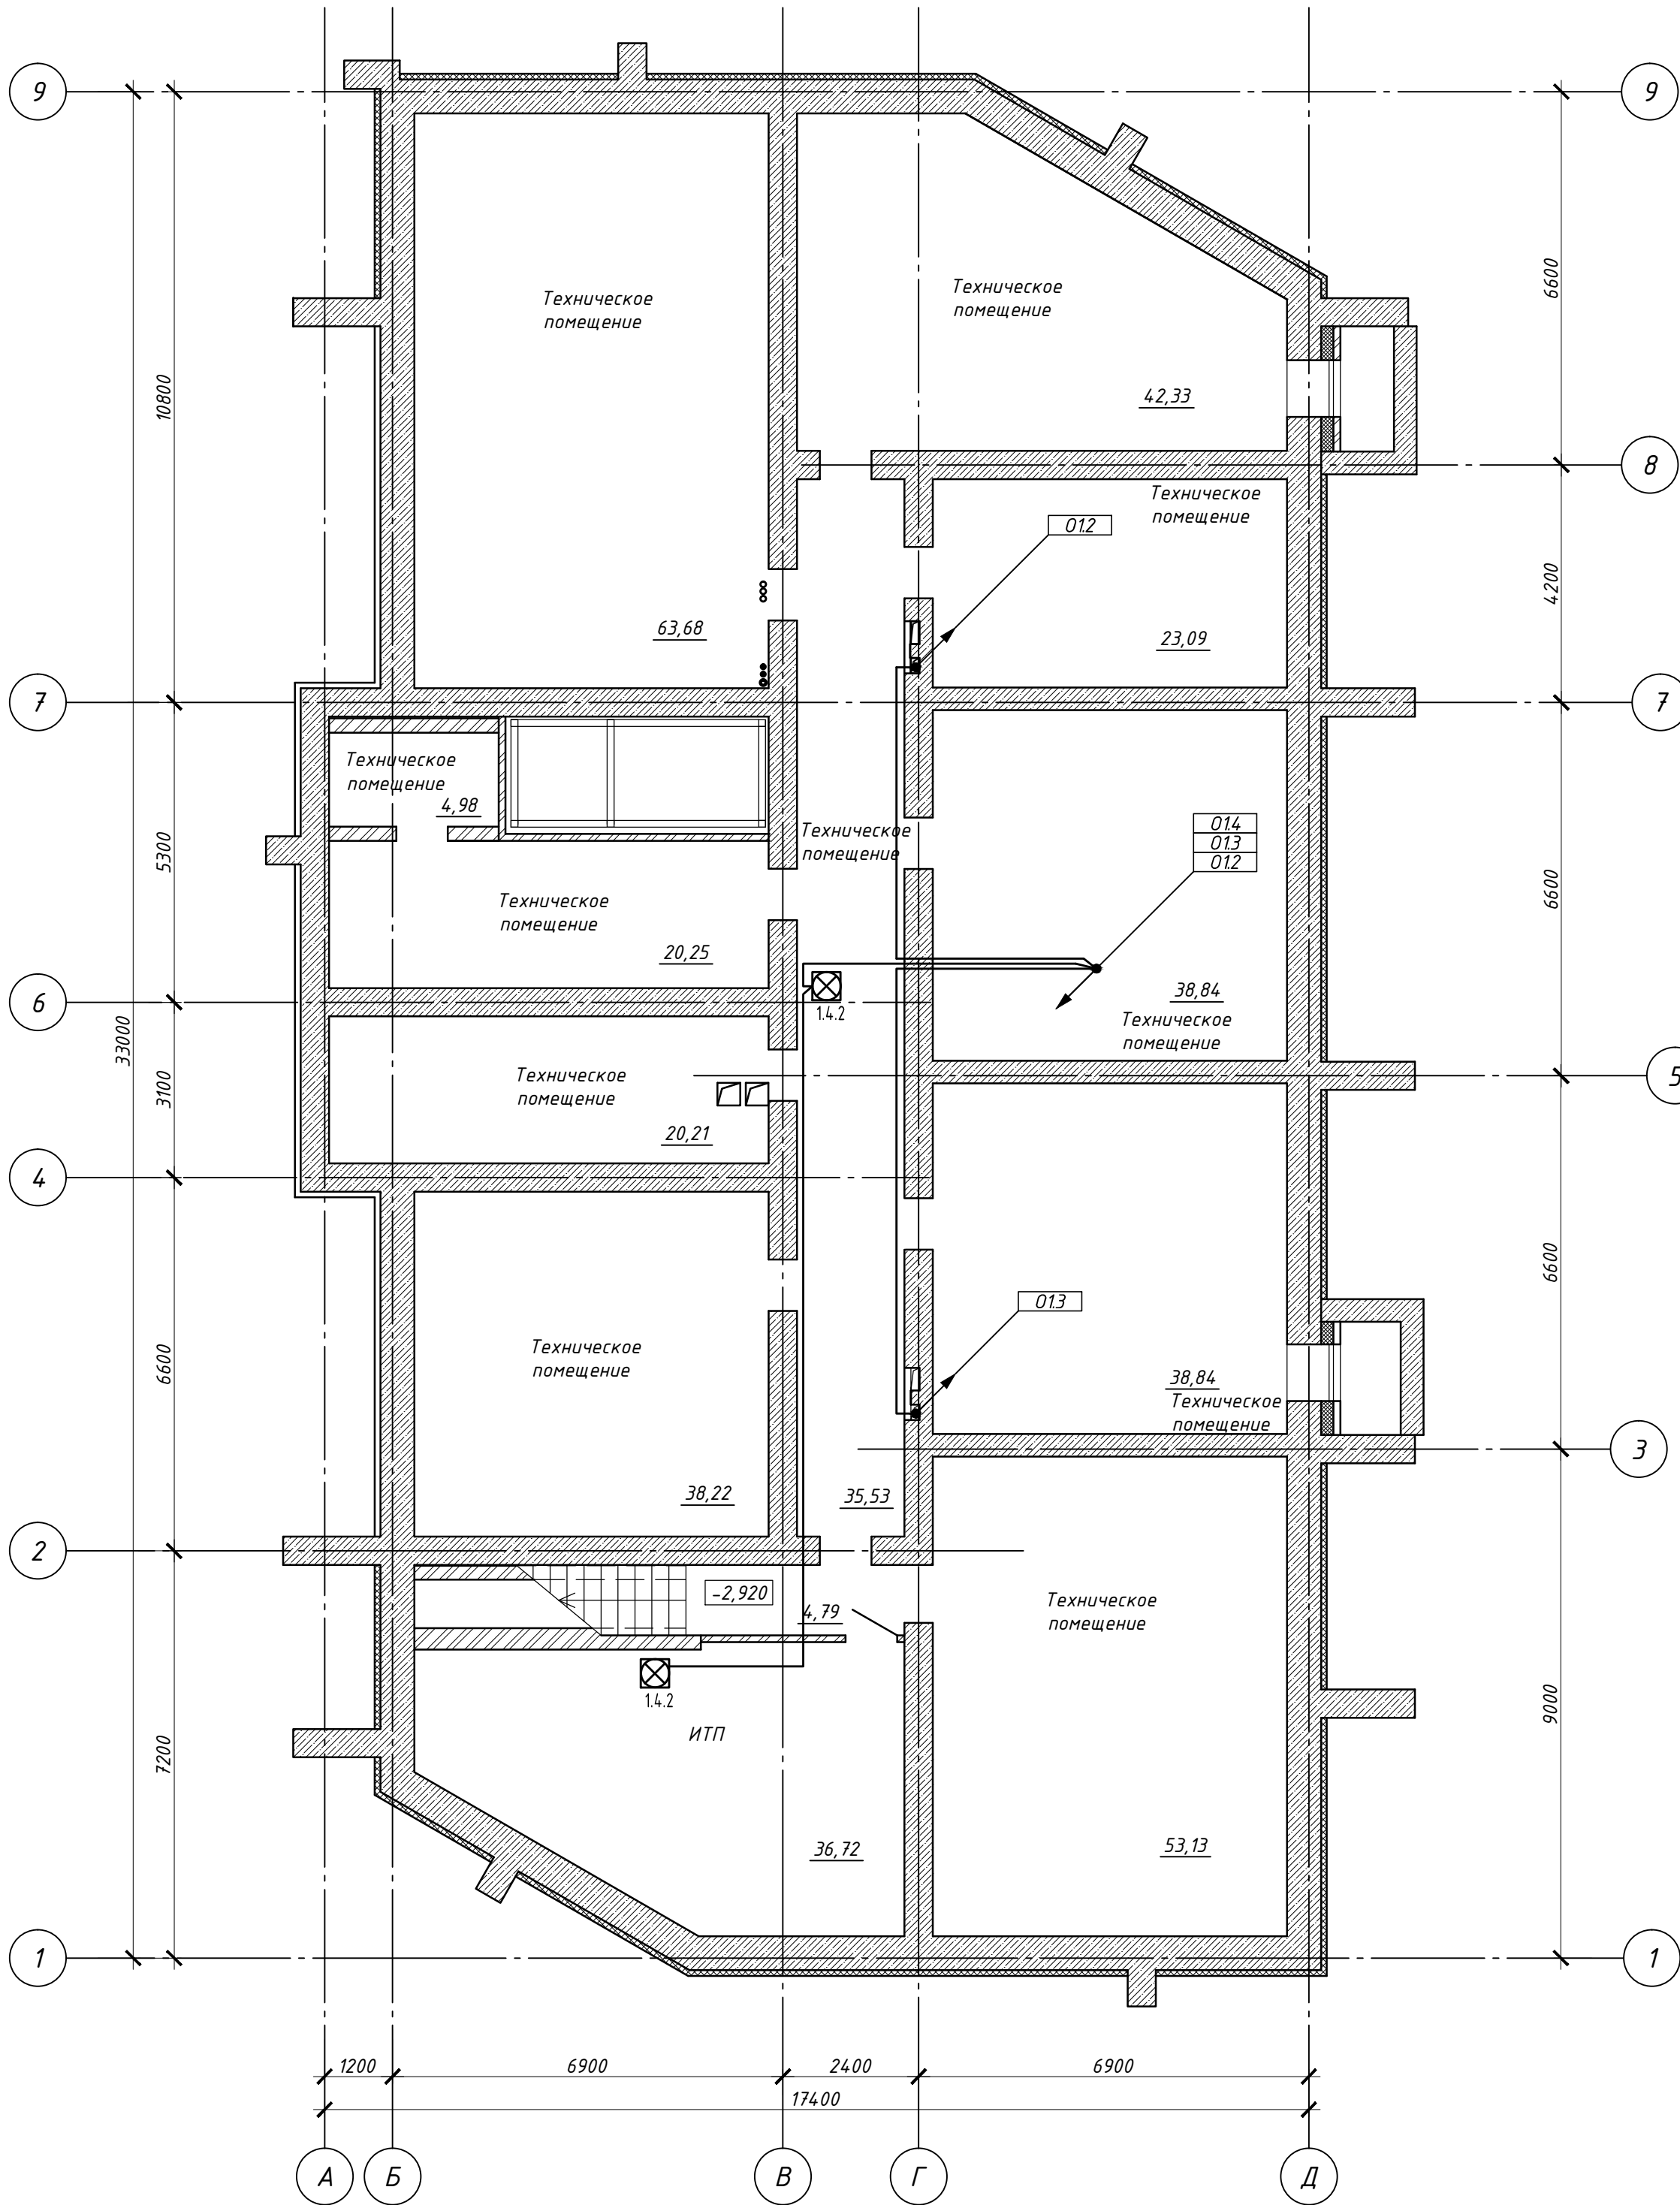 9
9
Техническое
помещение
Техническое
помещение
6600
10800
42,33
8
Техническое
помещение
01.2
4200
63,68
23,09
7
7
Техническое
помещение
4,98
5300
Техническое
помещение
01.4
01.3
01.2
6600
Техническое
помещение
20,25
38,84
6
1.4.2
Техническое
помещение
33000
3100
Техническое
помещение
5
20,21
4
6600
01.3
6600
Техническое
помещение
38,84
Техническое
помещение
3
38,22
35,53
2
-2,920
4,79
Техническое
помещение
1.4.2
ИТП
7200
9000
36,72
53,13
1
1
1200
6900
2400
6900
17400
А
Б
В
Г
Д